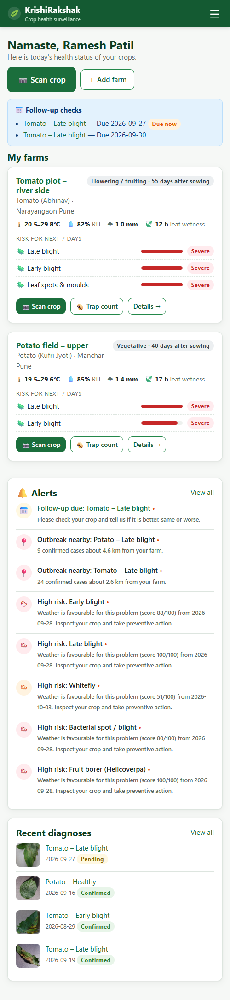 KrishiRakshak
Crop health surveillance
Namaste, Ramesh Patil
Here is today's health status of your crops.
Scan crop
+ Add farm
Follow-up checks
• Tomato – Late blight — Due 2026-09-27 Due now
• Tomato – Late blight — Due 2026-09-30
My farms
Tomato plot –
river side
Flowering / fruiting · 55 days after sowing
Tomato (Abhinav) ·
Narayangaon Pune
20.5–29.8°C 82% RH 1.0 mm 12 h leaf wetness
RISK FOR NEXT 7 DAYS
Late blight Severe
Early blight Severe
Leaf spots & moulds Severe
Scan crop Trap count Details →
Potato field – upper
Vegetative · 40 days after sowing
Potato (Kufri Jyoti) · Manchar
Pune
19.5–29.6°C 85% RH 1.4 mm 17 h leaf wetness
RISK FOR NEXT 7 DAYS
Late blight Severe
Early blight Severe
Scan crop Trap count Details →
Alerts View all
Follow-up due: Tomato – Late blight •
Please check your crop and tell us if it is better, same or worse.
Outbreak nearby: Potato – Late blight •
9 confirmed cases about 4.6 km from your farm.
Outbreak nearby: Tomato – Late blight •
24 confirmed cases about 2.6 km from your farm.
High risk: Early blight •
Weather is favourable for this problem (score 88/100) from 2026-
09-28. Inspect your crop and take preventive action.
High risk: Late blight •
Weather is favourable for this problem (score 100/100) from 2026-
09-28. Inspect your crop and take preventive action.
High risk: Whitefly •
Weather is favourable for this problem (score 51/100) from 2026-
10-03. Inspect your crop and take preventive action.
High risk: Bacterial spot / blight •
Weather is favourable for this problem (score 80/100) from 2026-
09-28. Inspect your crop and take preventive action.
High risk: Fruit borer (Helicoverpa) •
Weather is favourable for this problem (score 100/100) from 2026-
09-28. Inspect your crop and take preventive action.
Recent diagnoses View all
Tomato – Late blight
2026-09-27 Pending
Potato – Healthy
2026-09-16 Confirmed
Tomato – Early blight
2026-08-29 Confirmed
Tomato – Late blight
2026-09-19 Confirmed